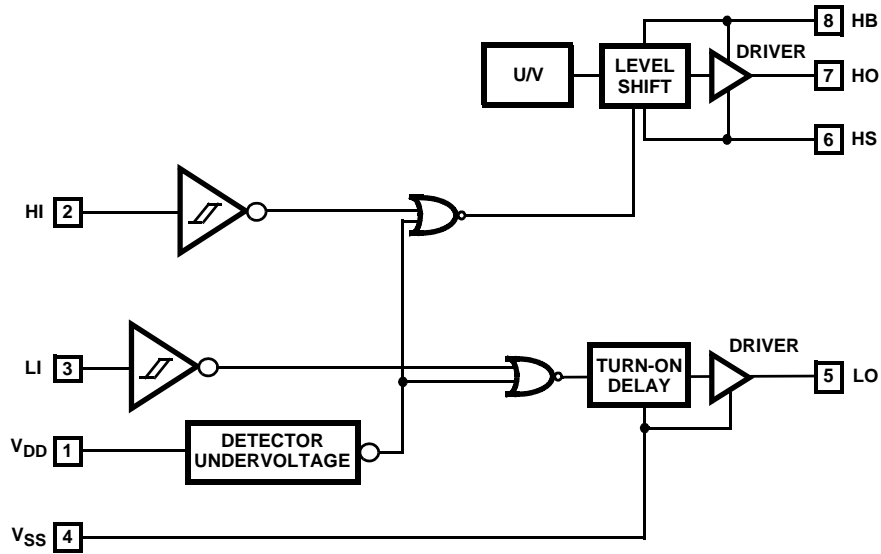 8 HB
DRIVER
U/V
LEVEL
SHIFT
7 HO
6 HS
HI 2
LI 3
DRIVER
TURN-ON
DELAY
5 LO
VDD 1
DETECTOR
UNDERVOLTAGE
VSS 4